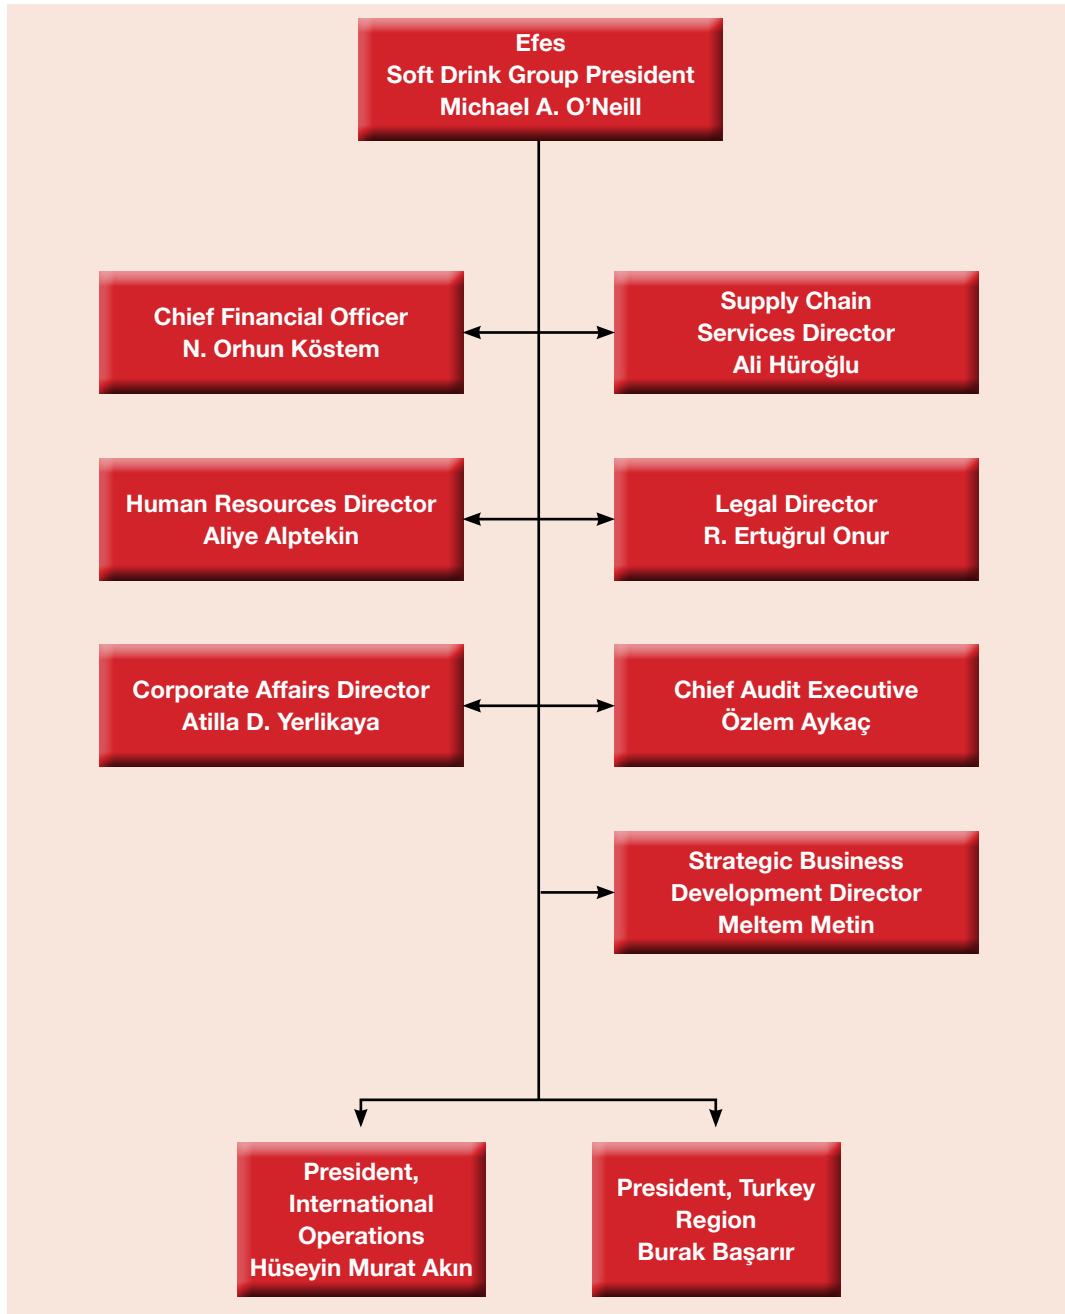 Efes
Soft Drink Group President
Michael A. O’Neill
Chief Financial Officer
N. Orhun Köstem
Supply Chain
Services Director
Ali Hüroğlu
Human Resources Director
Aliye Alptekin
Legal Director
R. Ertuğrul Onur
Corporate Affairs Director
Atilla D. Yerlikaya
Chief Audit Executive
Özlem Aykaç
Strategic Business
Development Director
Meltem Metin
President,
International
Operations
Hüseyin Murat Akın
President, Turkey
Region
Burak Başarır